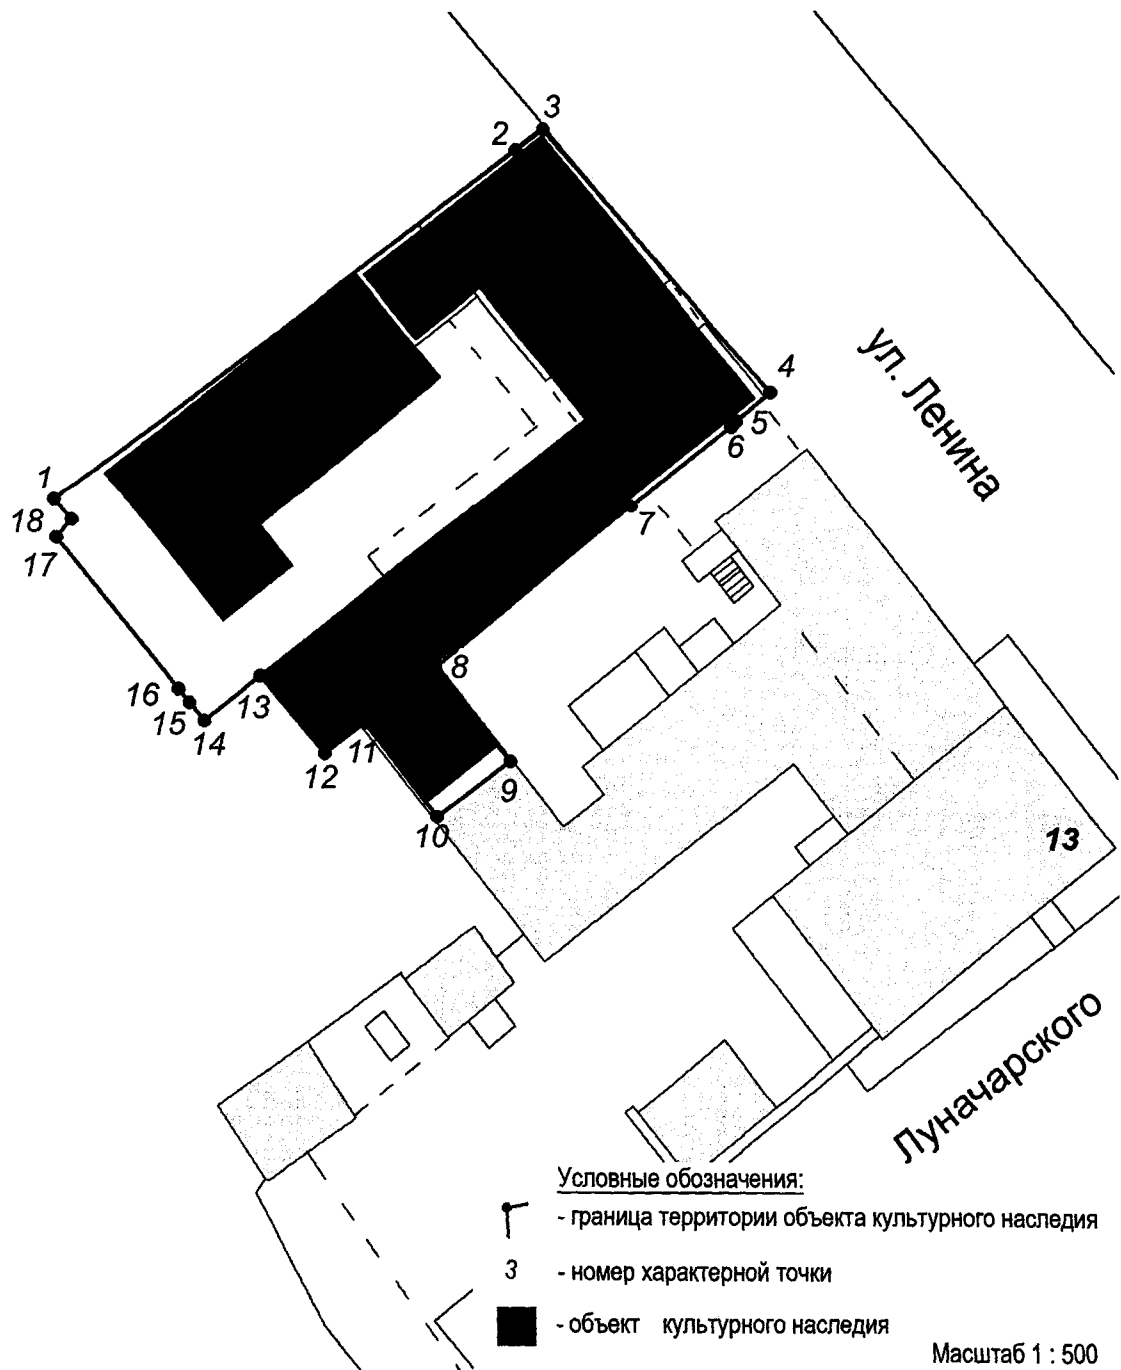 3
2
4
ул. Ленина
5
6
1
18
7
17
8
16
13
15
14
11
12
9
10
13
Луначарского
Условные обозначения:
- граница территории объекта культурного наследия
3 - номер характерной точки
- объект культурного наследия
Масштаб 1 : 500